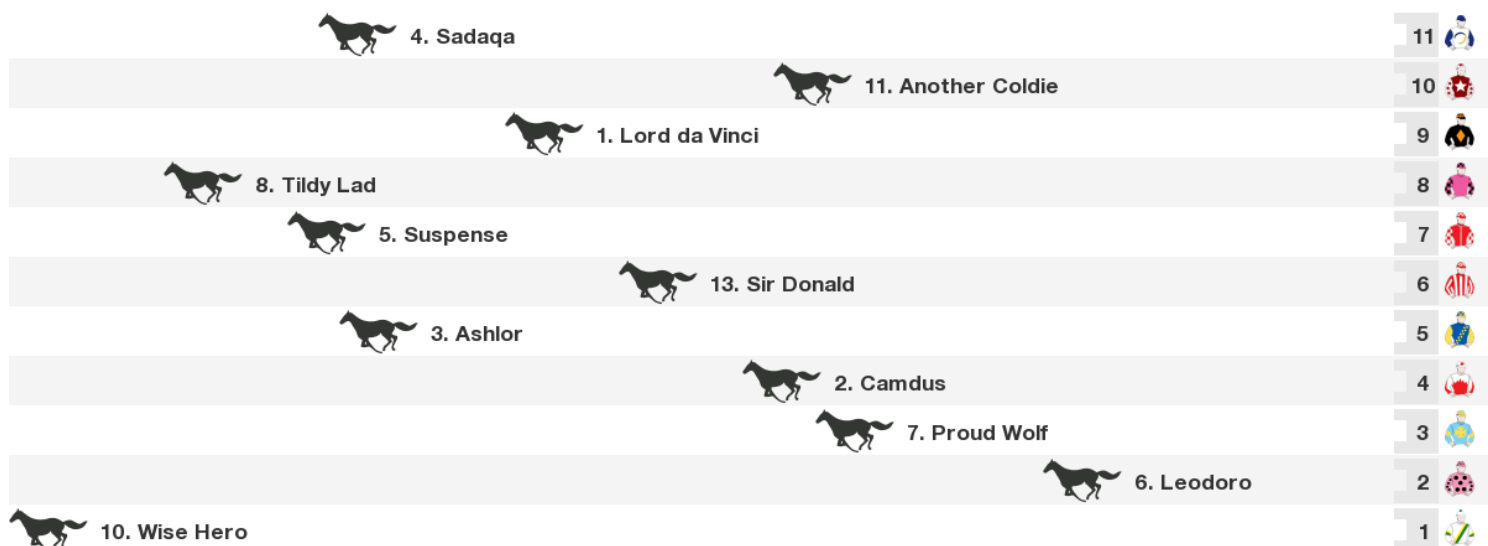 4. Sadaqa 11
11. Another Coldie 10
1. Lord da Vinci 9
8. Tildy Lad 8
5. Suspense 7
13. Sir Donald 6
3. Ashlor 5
2. Camdus 4
7. Proud Wolf 3
6. Leodoro 2
10. Wise Hero 1